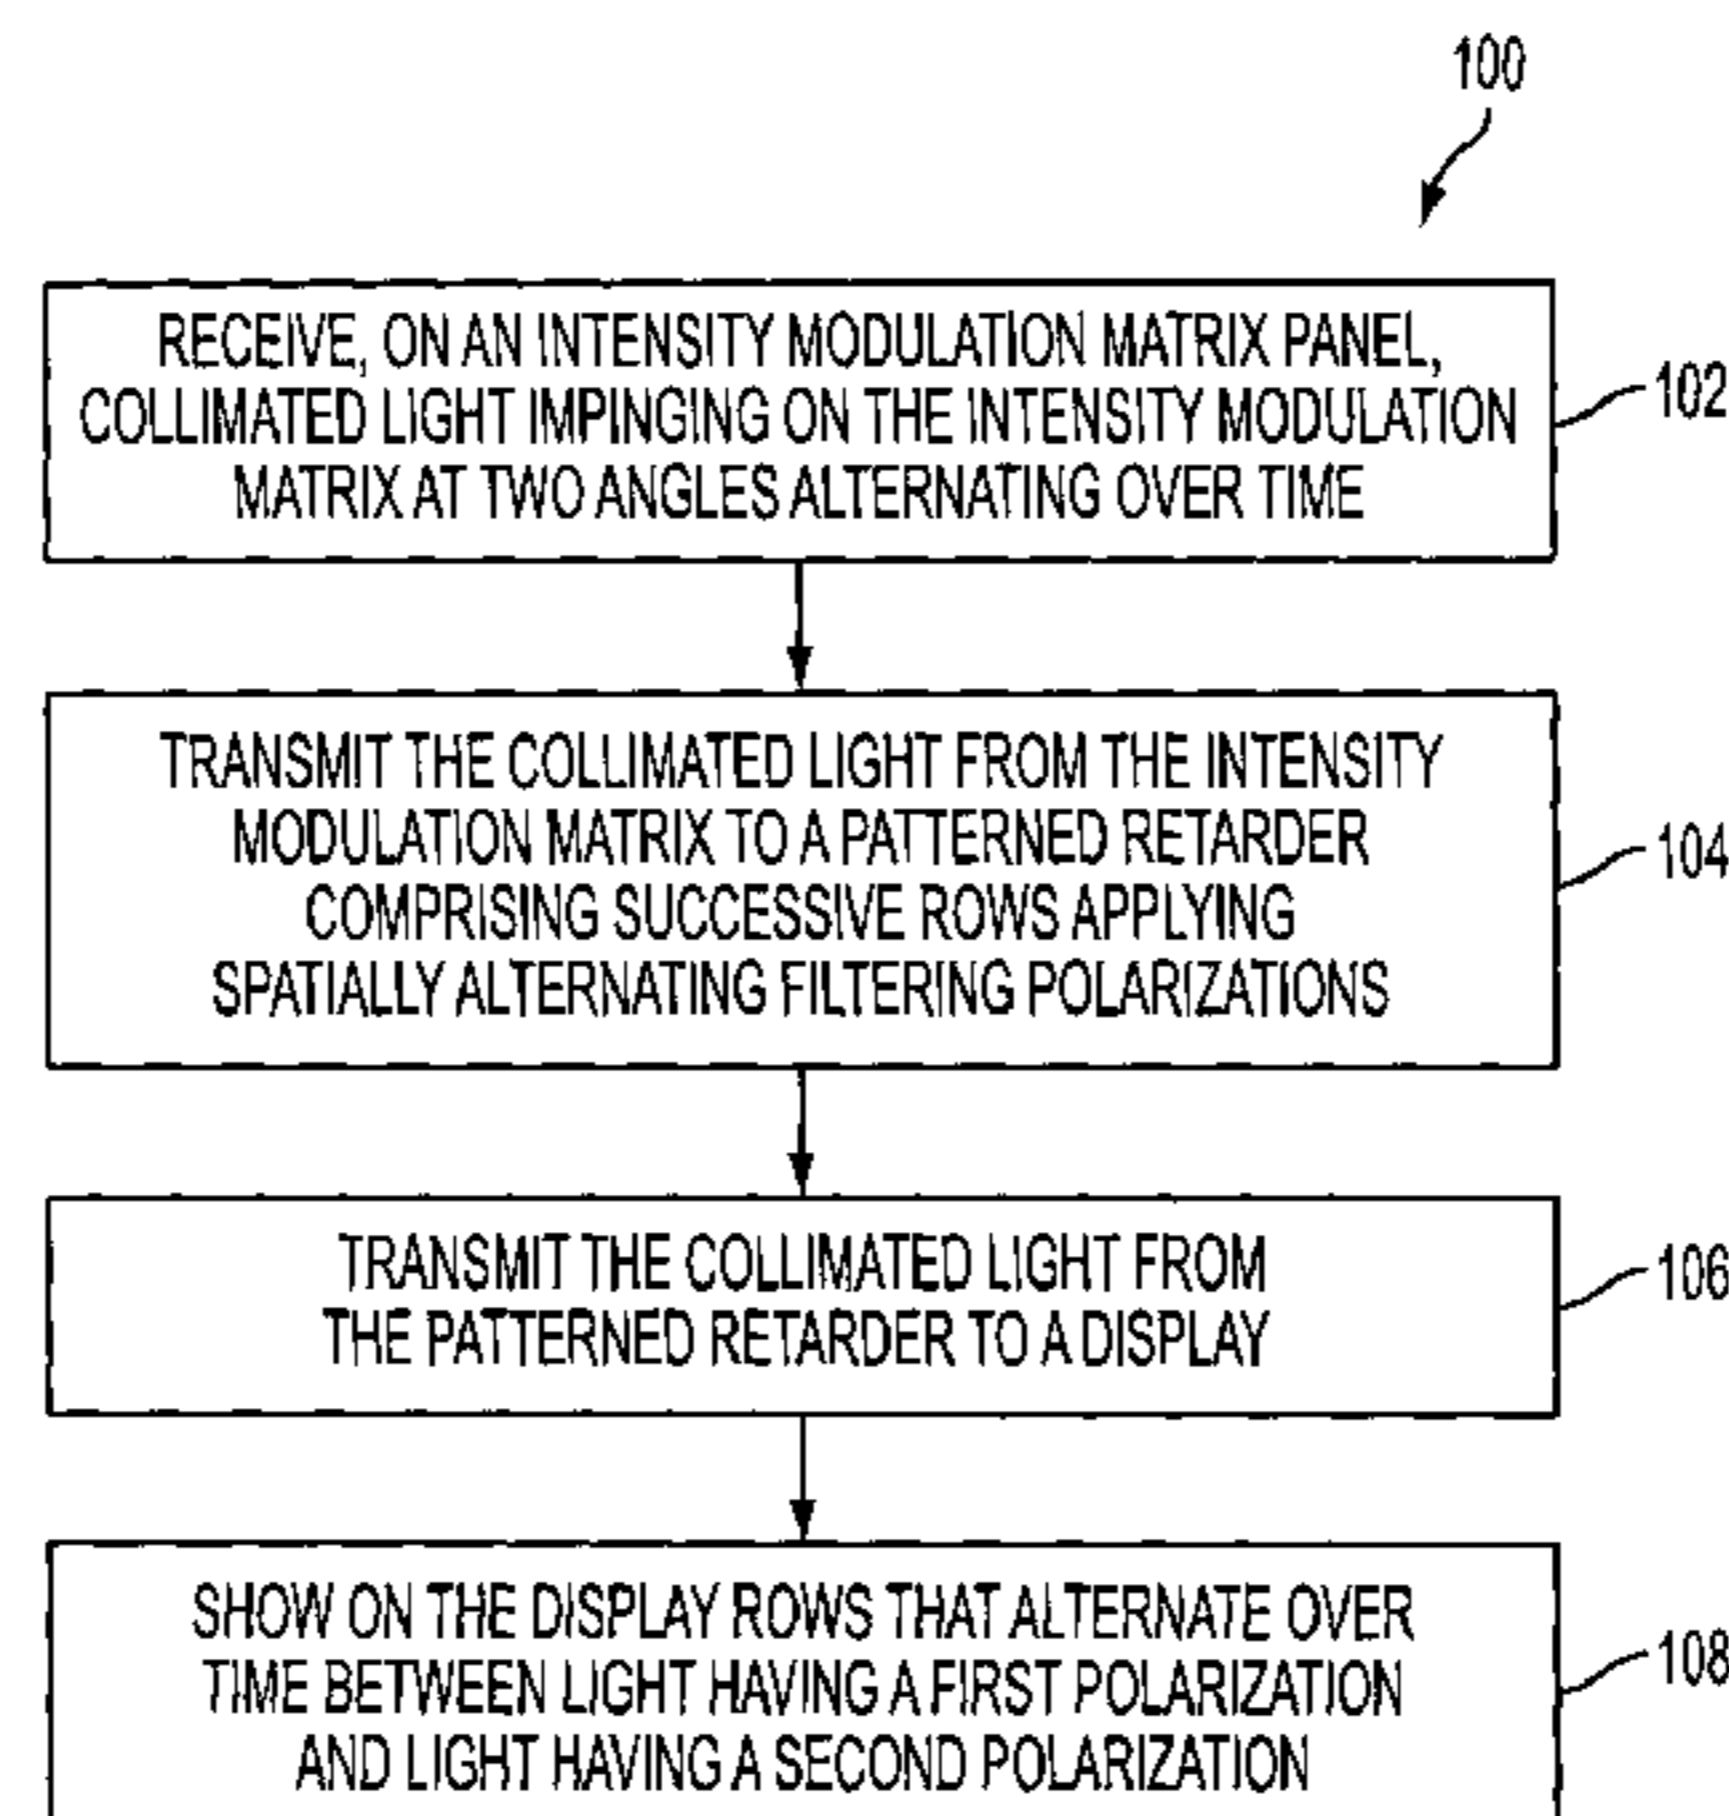 100
RECEIVE, ON AN INTENSITY MODULATION MATRIX PANEL,
COLLIMATED LIGHT IMPINGING ON THE INTENSITY MODULATION
MATRIX AT TWO ANGLES ALTERNATING OVER TIME
102
TRANSMIT THE COLLIMATED LIGHT FROM THE INTENSITY
MODULATION MATRIX TO A PATTERNED RETARDER
COMPRISING SUCCESSIVE ROWS APPLYING
SPATIALLY ALTERNATING FILTERING POLARIZATIONS
104
TRANSMIT THE COLLIMATED LIGHT FROM
THE PATTERNED RETARDER TO A DISPLAY
106
SHOW ON THE DISPLAY ROWS THAT ALTERNATE OVER
TIME BETWEEN LIGHT HAVING A FIRST POLARIZATION
AND LIGHT HAVING A SECOND POLARIZATION
108